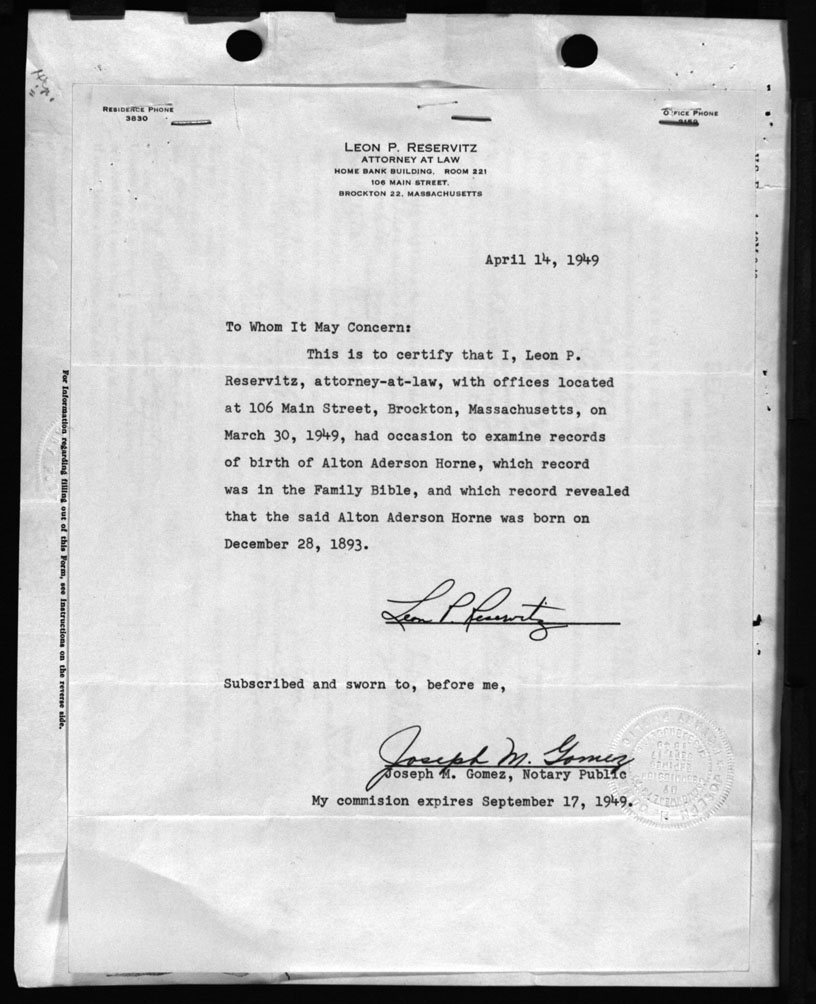 RESIDENCE PHONE
3830
OFFICE PHONE
LEON P. RESERVITZ
ATTORNEY AT LAW
HOME BANK BUILDING, ROOM 221
106 MAIN STREET,
BROCKTON 22, MASSACHUSETTS
April 14, 1949
To Whom It May Concern:
This is to certify that I, Leon P.
Reservitz, attorney-at-law, with offices located
at 106 Main Street, Brockton, Massachusetts, on
March 30, 1949, had occasion to examine records
of birth of Alton Aderson Horne, which record
was in the Family Bible, and which record revealed
that the said Alton Aderson Horne was born on
December 28, 1893.
Leon P. Reservitz
Subscribed and sworn to, before me,
Joseph M. Gomez
Joseph M. Gomez, Notary Public
My commision expires September 17, 1949.
For Information regarding filling out of this Form, see Instructions on the reverse side.